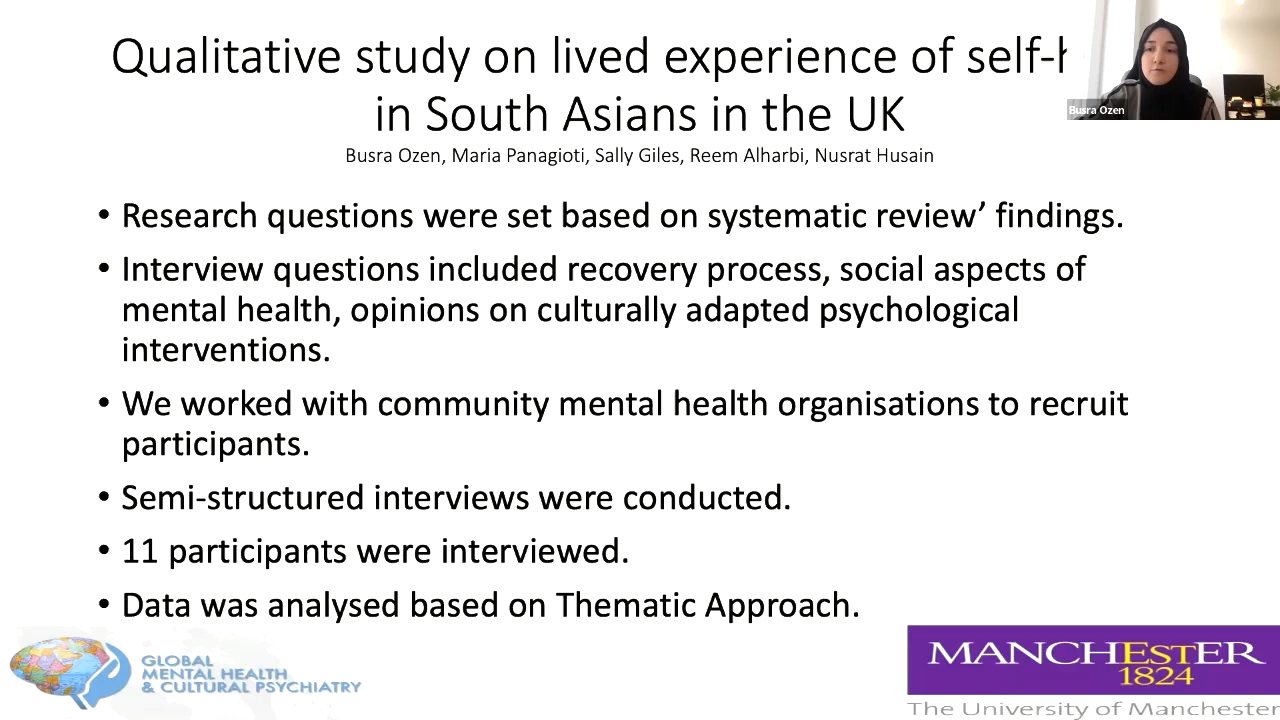 Qualitative study on lived experience of self-
in South Asians in the UK
Busra Ozen
Busra Ozen, Maria Panagioti, Sally Giles, Reem Alharbi, Nusrat Husain
• Research questions were set based on systematic review’ findings.
• Interview questions included recovery process, social aspects of
mental health, opinions on culturally adapted psychological
interventions.
• We worked with community mental health organisations to recruit
participants.
• Semi-structured interviews were conducted.
• 11 participants were interviewed.
• Data was analysed based on Thematic Approach.
GLOBAL
MENTAL HEALTH
& CULTURAL PSYCHIATRY
MANCHESTER
1824
The University of Manchester